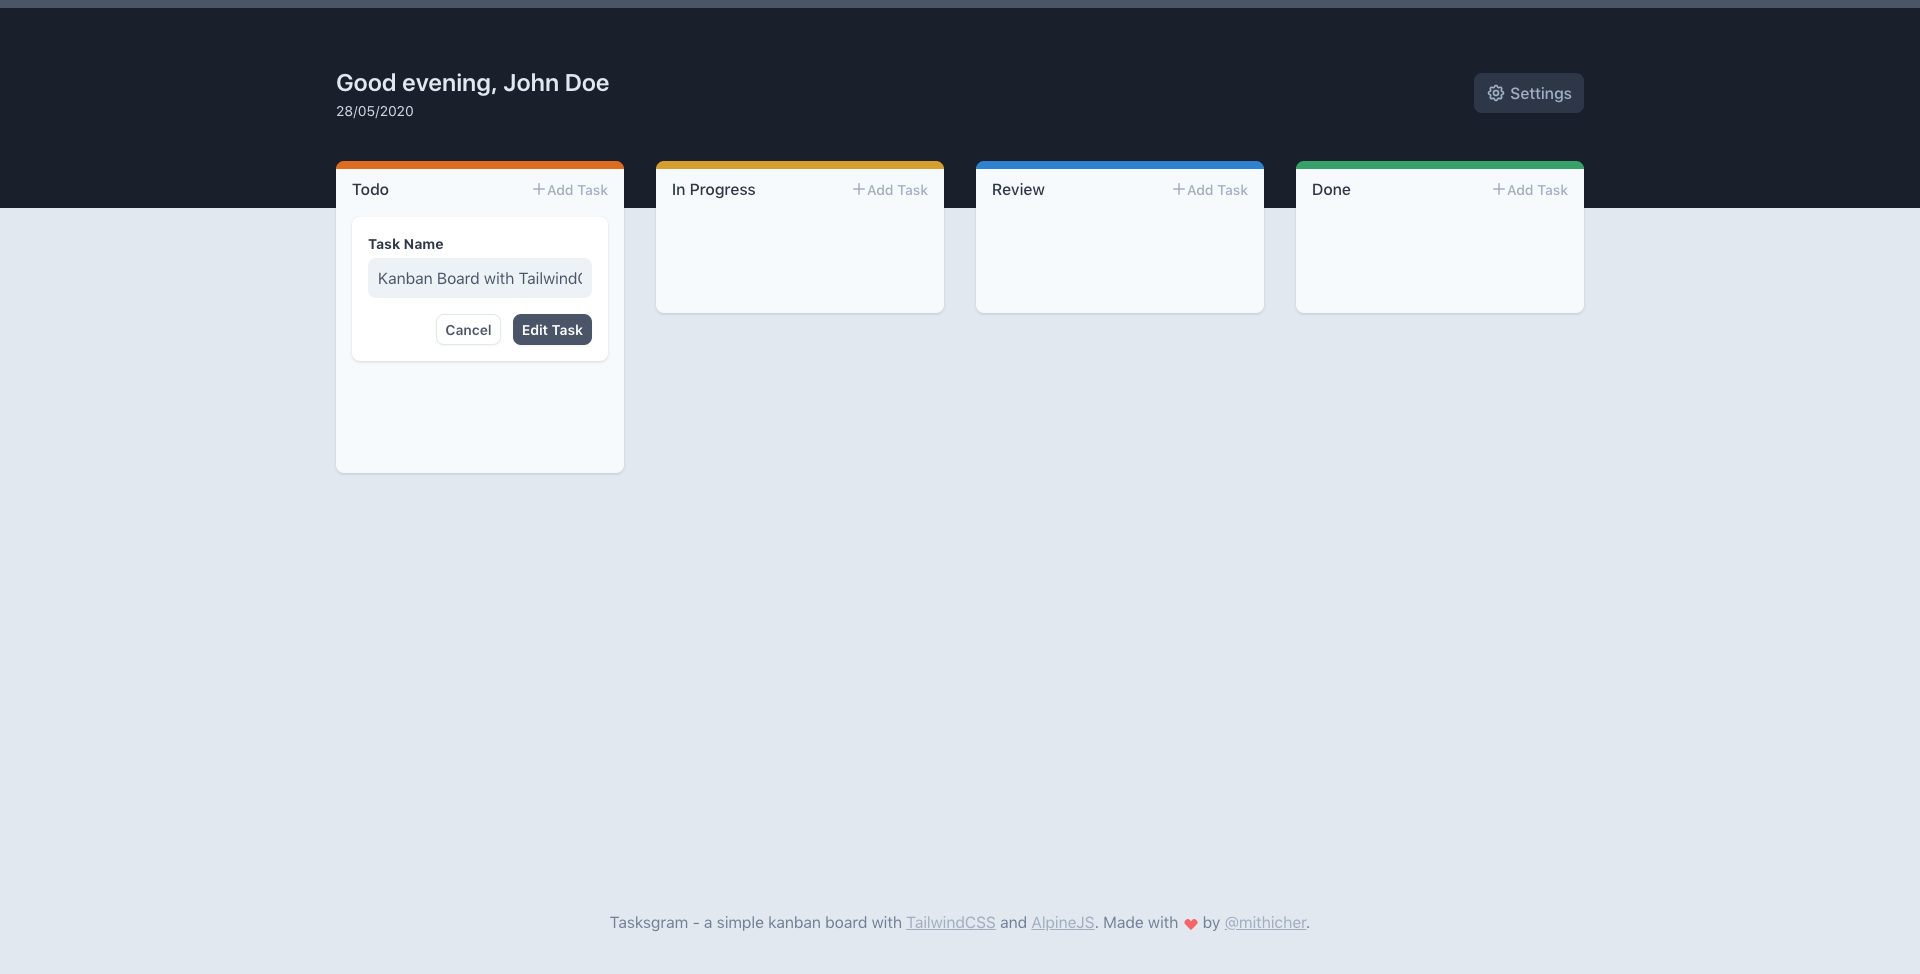 Good evening, John Doe
28/05/2020
Settings
Todo
+Add Task
In Progress
+Add Task
Review
+Add Task
Done
+Add Task
Task Name
Kanban Board with Tailwind
Cancel
Edit Task
Tasksgram - a simple kanban board with TailwindCSS and AlpineJS. Made with ❤ by @mithicher.